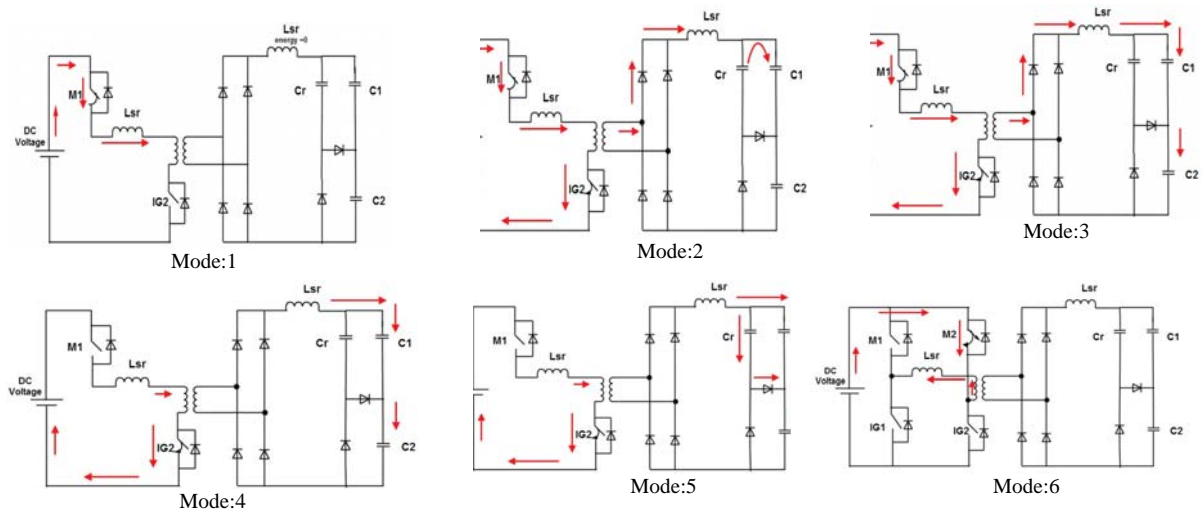 Lsr
energy =0
M1
Cr
C1
Lsr
DC
Voltage
IG2
C2
Mode:1
Lsr
M1
Cr
C1
Lsr
IG2
C2
Mode:2
Lsr
M1
Cr
C1
Lsr
IG2
C2
Mode:3
Lsr
M1
Cr
C1
DC
Voltage
Lsr
IG2
C2
Mode:4
Lsr
M1
Cr
Lsr
IG2
Mode:5
Lsr
M1
M2
Cr
C1
DC
Voltage
Lsr
IG1
IG2
C2
Mode:6